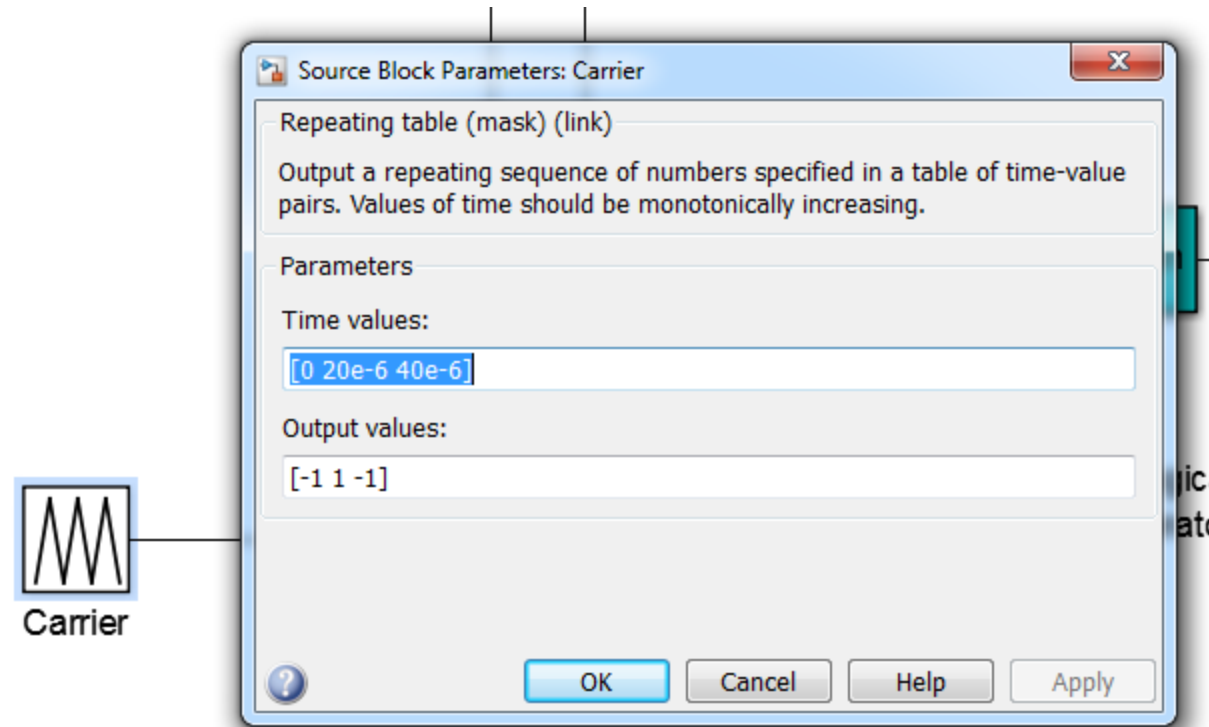 Source Block Parameters: Carrier
Repeating table (mask) (link)
Output a repeating sequence of numbers specified in a table of time-value
pairs. Values of time should be monotonically increasing.
Parameters
Time values:
[0 20e-6 40e-6]
Output values:
[-1 1 -1]
Carrier
OK
Cancel
Help
Apply